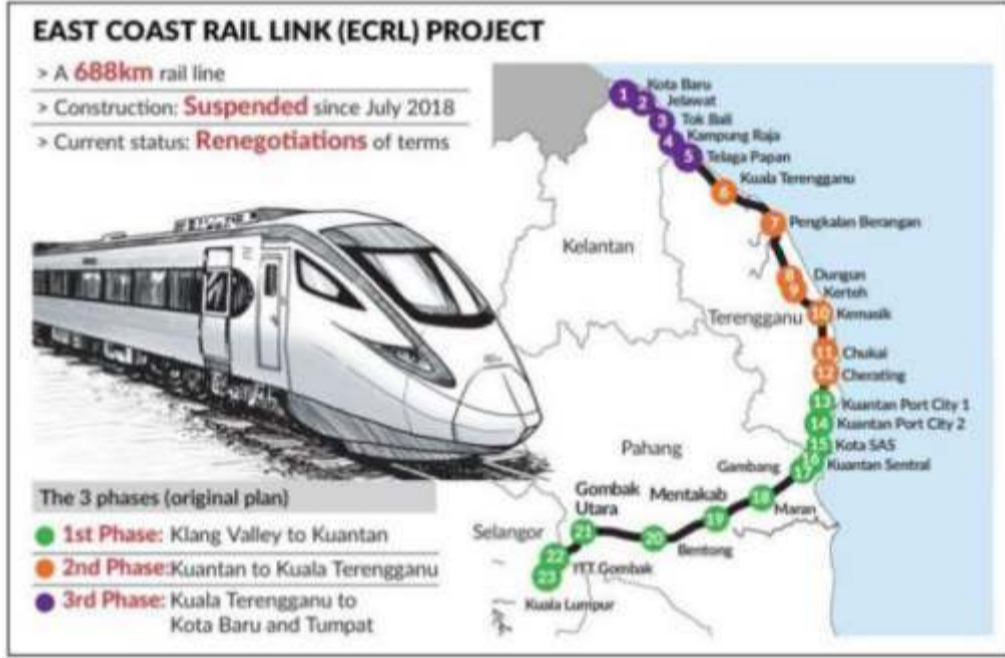 EAST COAST RAIL LINK (ECRL) PROJECT
> A 688km rail line
> Construction: Suspended since July 2018
> Current status: Renegotiations of terms
1
Kota Baru
2
Jelawat
3
Tok Bali
4
Kampung Raja
5
Telaga Papan
6
Kuala Terengganu
7
Pengkalan Berangan
Kelantan
8
Dungun
9
Kerteh
Terengganu
10
Kemasik
11
Chukai
12
Cherating
13
Kuantan Port City 1
14
Kuantan Port City 2
15
Kota SAS
16
Kuantan Sentral
Pahang
Gambang
17
18
Maran
Mentakab
19
20
Bentong
Gombak
Utara
21
Selangor
22
ITT Gombak
23
Kuala Lumpur
The 3 phases (original plan)
1st Phase: Klang Valley to Kuantan
2nd Phase:Kuantan to Kuala Terengganu
3rd Phase: Kuala Terengganu to
Kota Baru and Tumpat